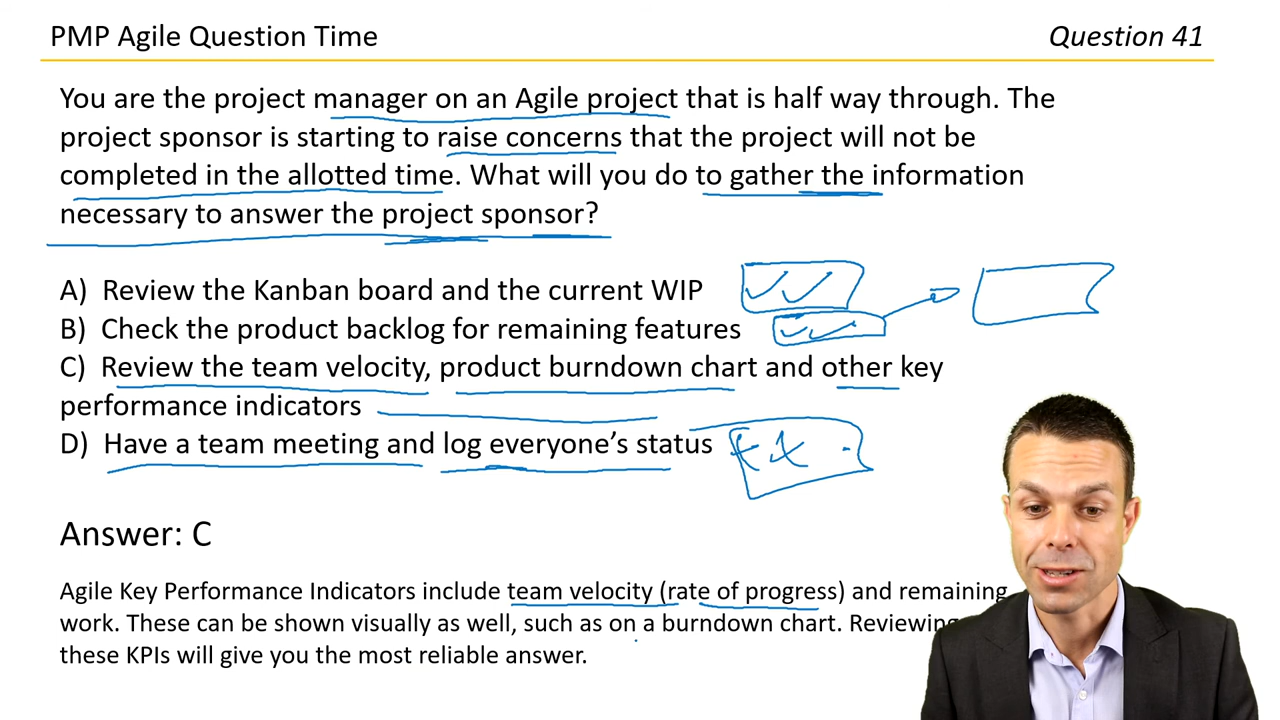 PMP Agile Question Time
Question 41
You are the project manager on an Agile project that is half way through. The
project sponsor is starting to raise concerns that the project will not be
completed in the allotted time. What will you do to gather the information
necessary to answer the project sponsor?
A) Review the Kanban board and the current WIP
B) Check the product backlog for remaining features
C) Review the team velocity, product burndown chart and other key
performance indicators
D) Have a team meeting and log everyone’s status
Answer: C
Agile Key Performance Indicators include team velocity (rate of progress) and remaining
work. These can be shown visually as well, such as on a burndown chart. Reviewing
these KPIs will give you the most reliable answer.